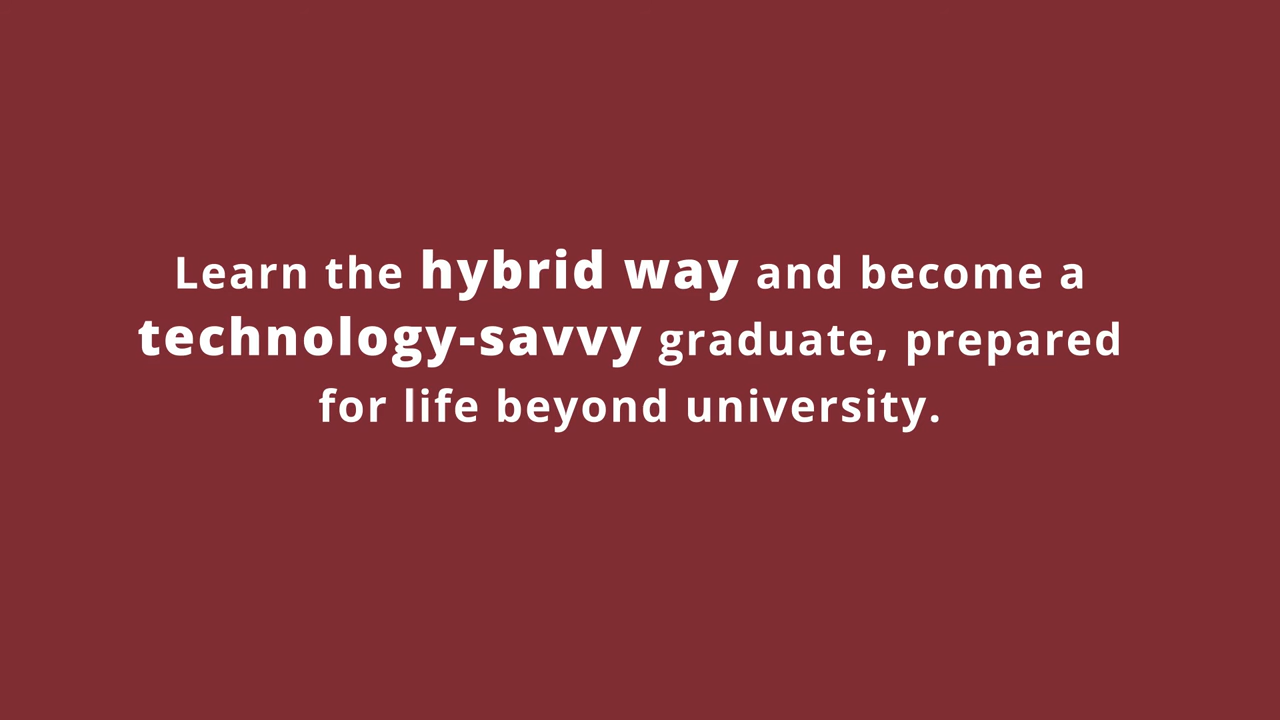 Learn the hybrid way and become a
technology-savvy graduate, prepared
for life beyond university.